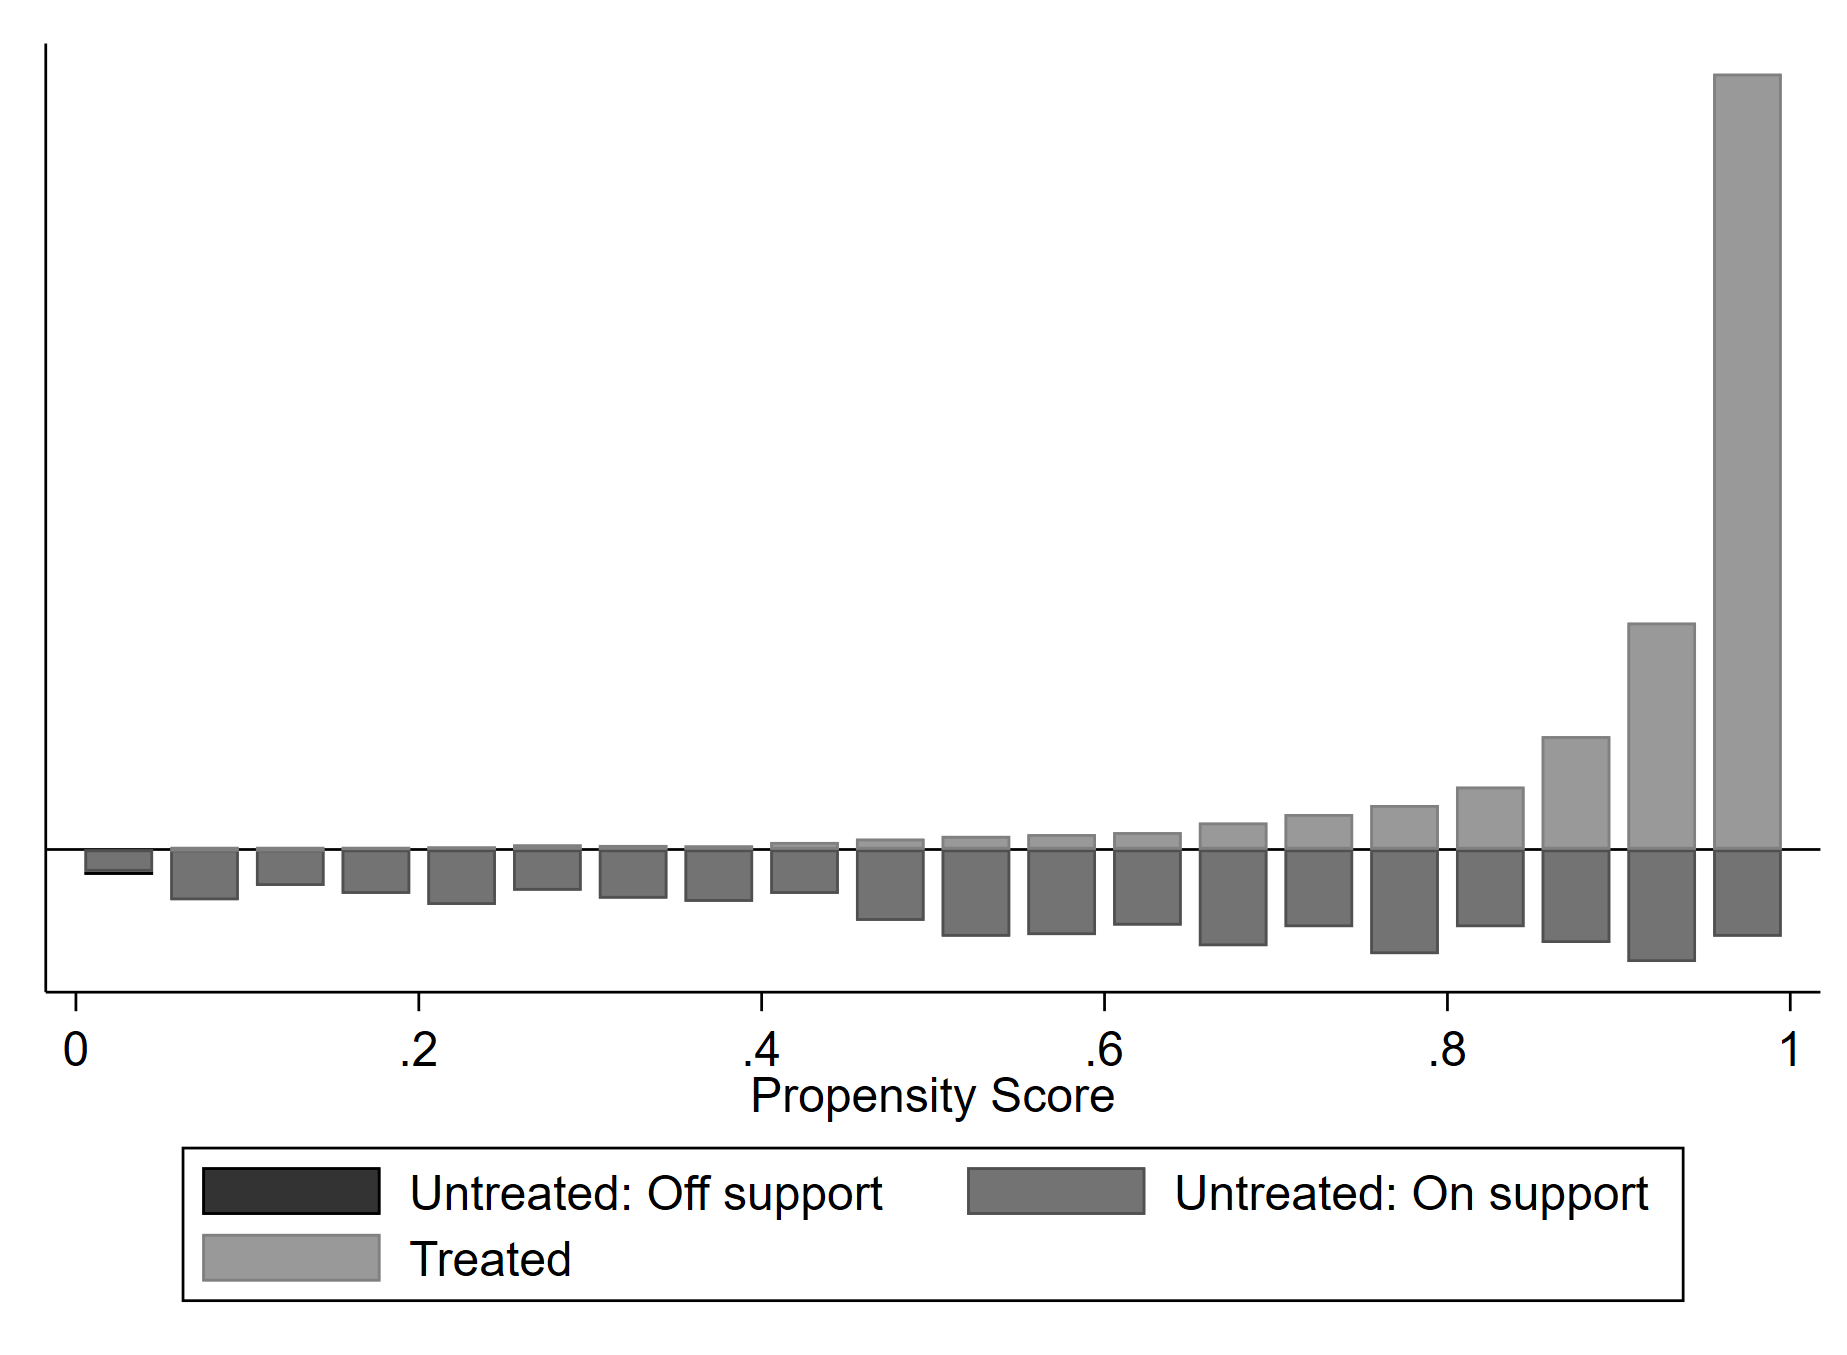 0 .2 .4 .6 .8 1
Propensity Score
Untreated: Off support Untreated: On support
Treated